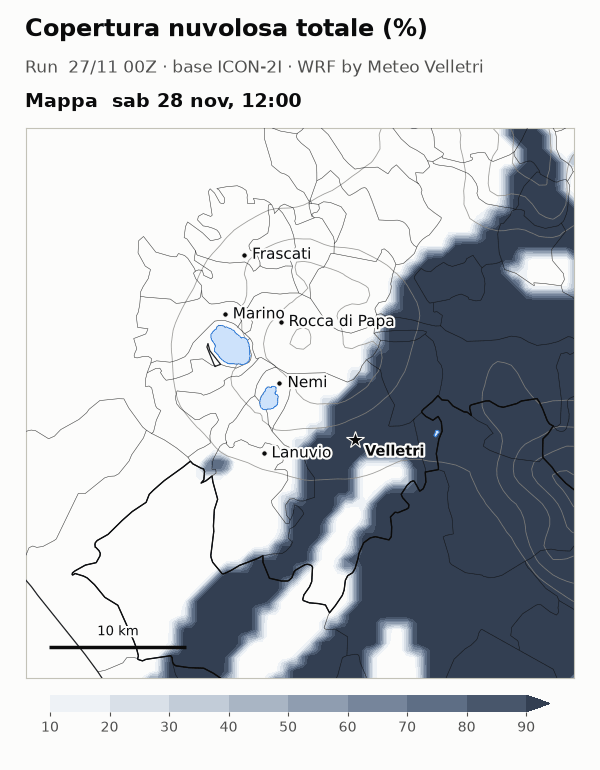 Copertura nuvolosa totale (%)
Run  27/11 00Z · base ICON-2I · WRF by Meteo Velletri
Mappa  sab 28 nov, 12:00
Frascati
Marino
Rocca di Papa
Nemi
Velletri
Lanuvio
10 km
10 20 30 40 50 60 70 80 90